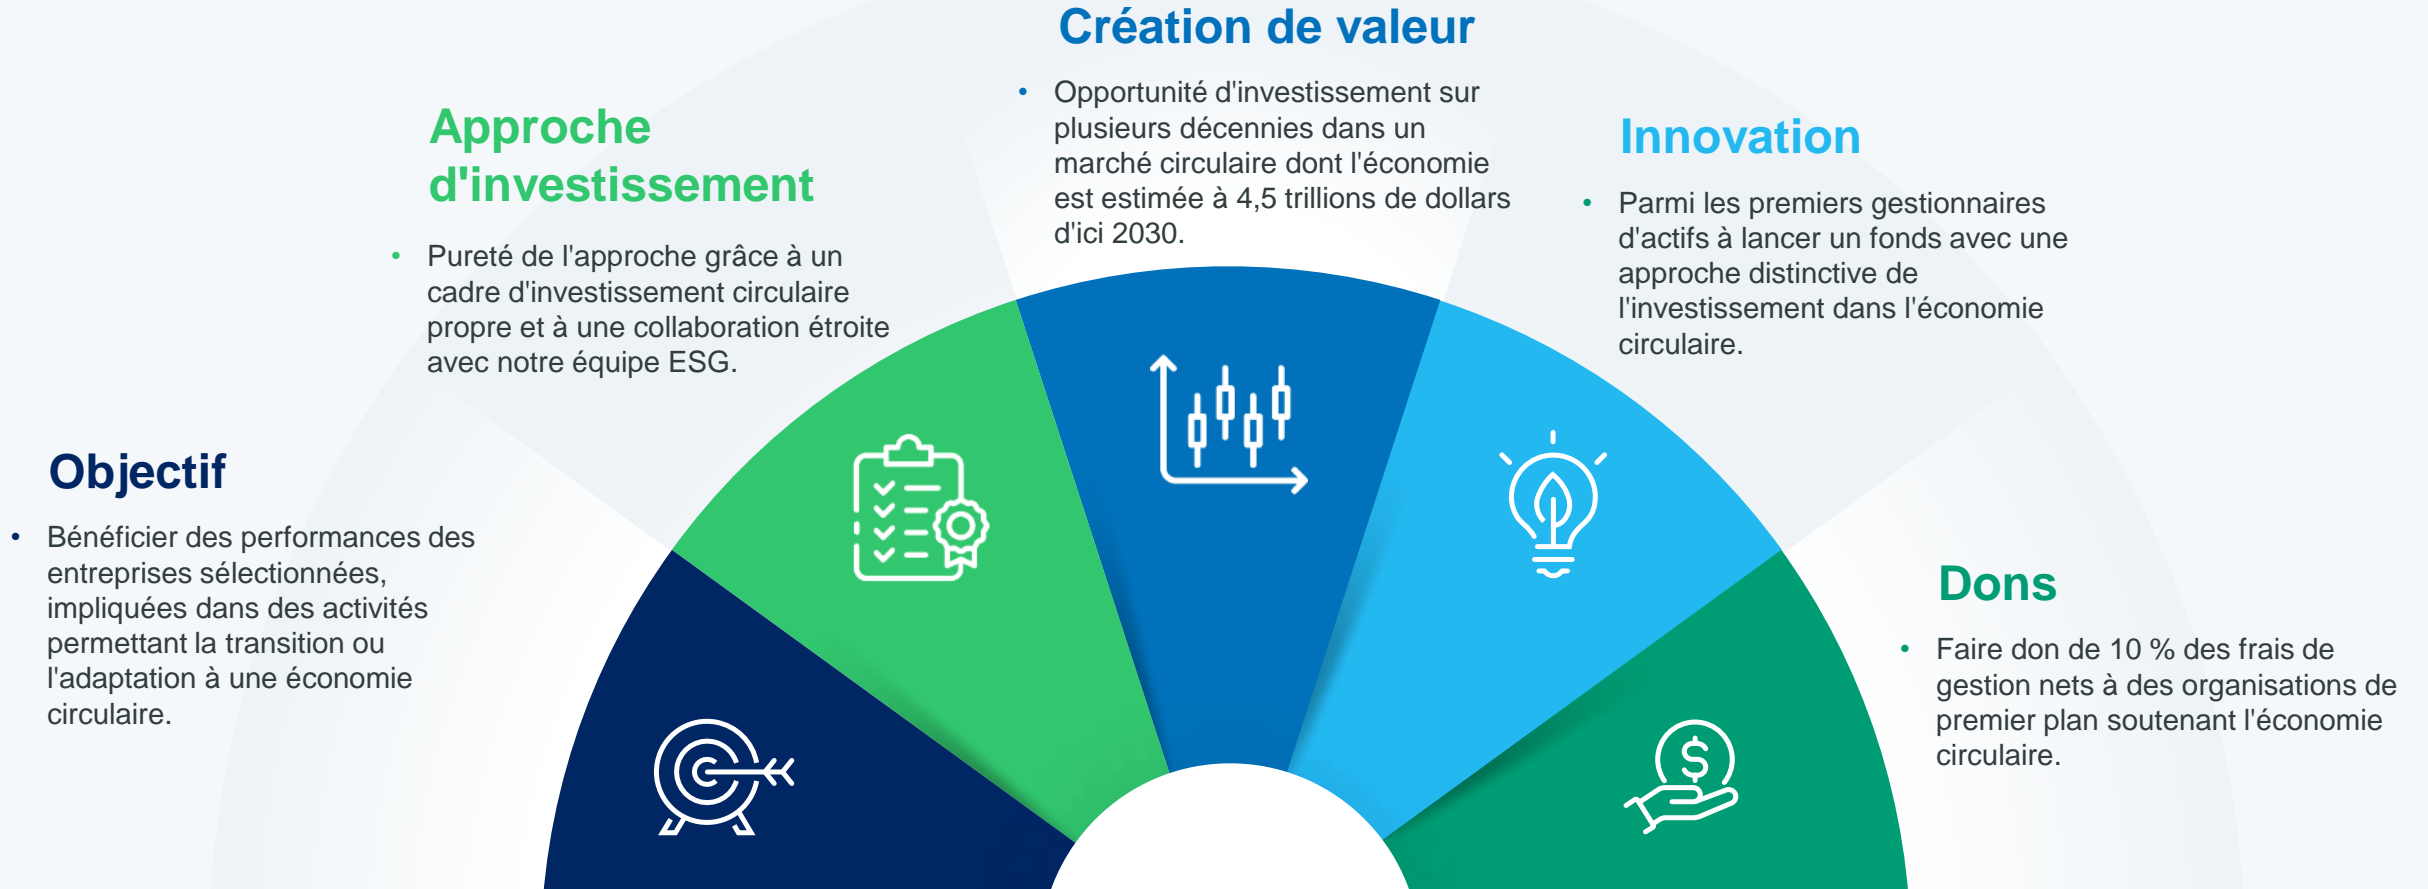 Objectif
• Bénéficier des performances des
entreprises sélectionnées,
impliquées dans des activités
permettant la transition ou
l'adaptation à une économie
circulaire.
Approche
d'investissement
• Pureté de l'approche grâce à un
cadre d'investissement circulaire
propre et à une collaboration étroite
avec notre équipe ESG.
Création de valeur
• Opportunité d'investissement sur
plusieurs décennies dans un
marché circulaire dont l'économie
est estimée à 4,5 trillions de dollars
d'ici 2030.
Innovation
• Parmi les premiers gestionnaires
d'actifs à lancer un fonds avec une
approche distinctive de
l'investissement dans l'économie
circulaire.
Dons
• Faire don de 10 % des frais de
gestion nets à des organisations de
premier plan soutenant l'économie
circulaire.
$